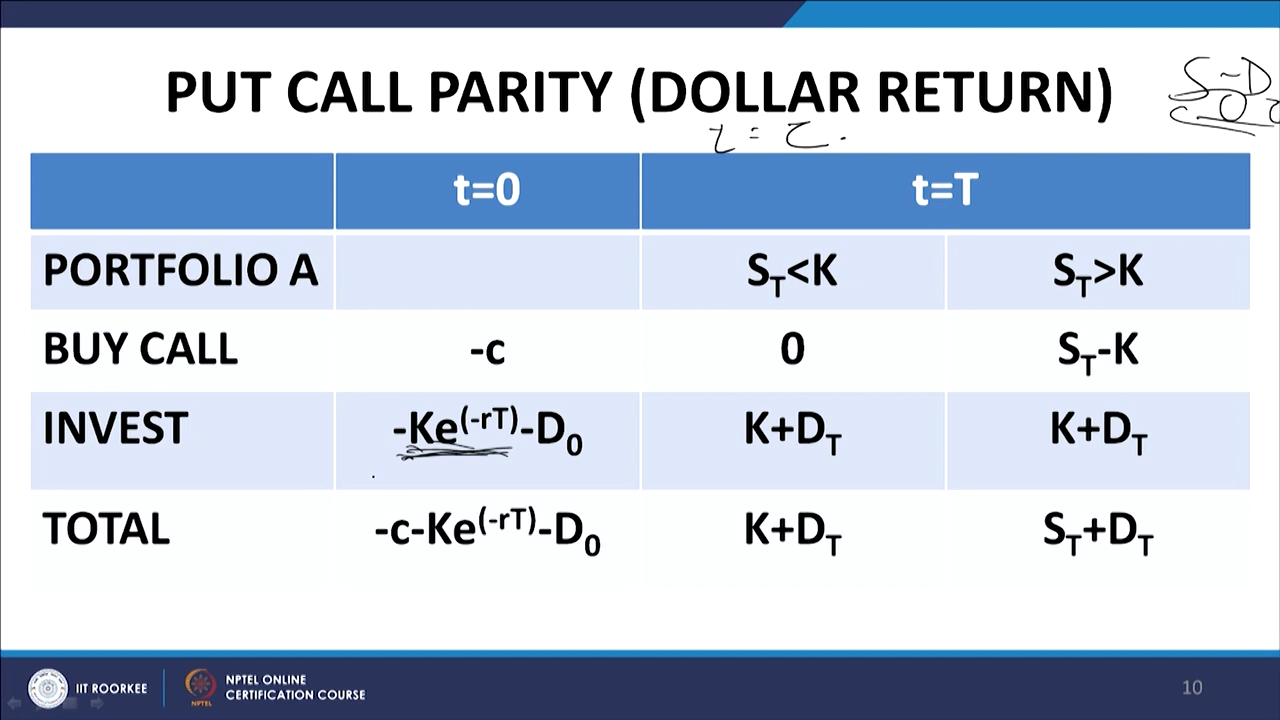 PUT CALL PARITY (DOLLAR RETURN)
S-D
t = τ.
t=0 t=T
PORTFOLIO A S_T<K S_T>K
BUY CALL -c 0 S_T-K
INVEST -Ke^(-rT)-D_0 K+D_T K+D_T
TOTAL -c-Ke^(-rT)-D_0 K+D_T S_T+D_T
IIT ROORKEE
NPTEL ONLINE
CERTIFICATION COURSE
10